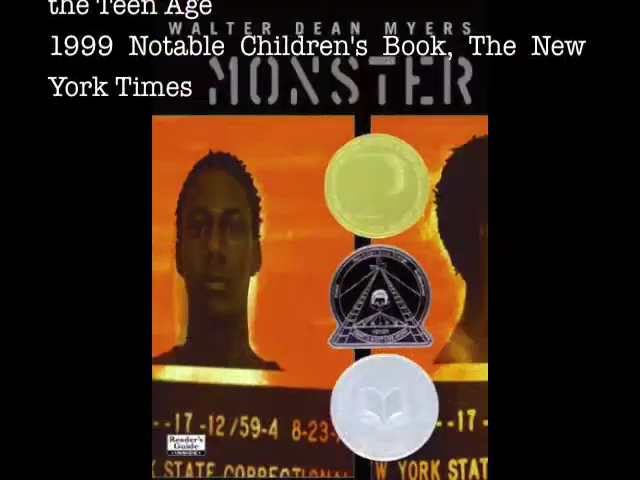 the Teen Age
WALTER DEAN MYERS
1999 Notable Children's Book, The New
York Times
MONSTER
--17-12/59-4 8-23-
--17-
Reader's
Guide
INSIDE
K STATE CORRECTIONAL
W YORK STAT